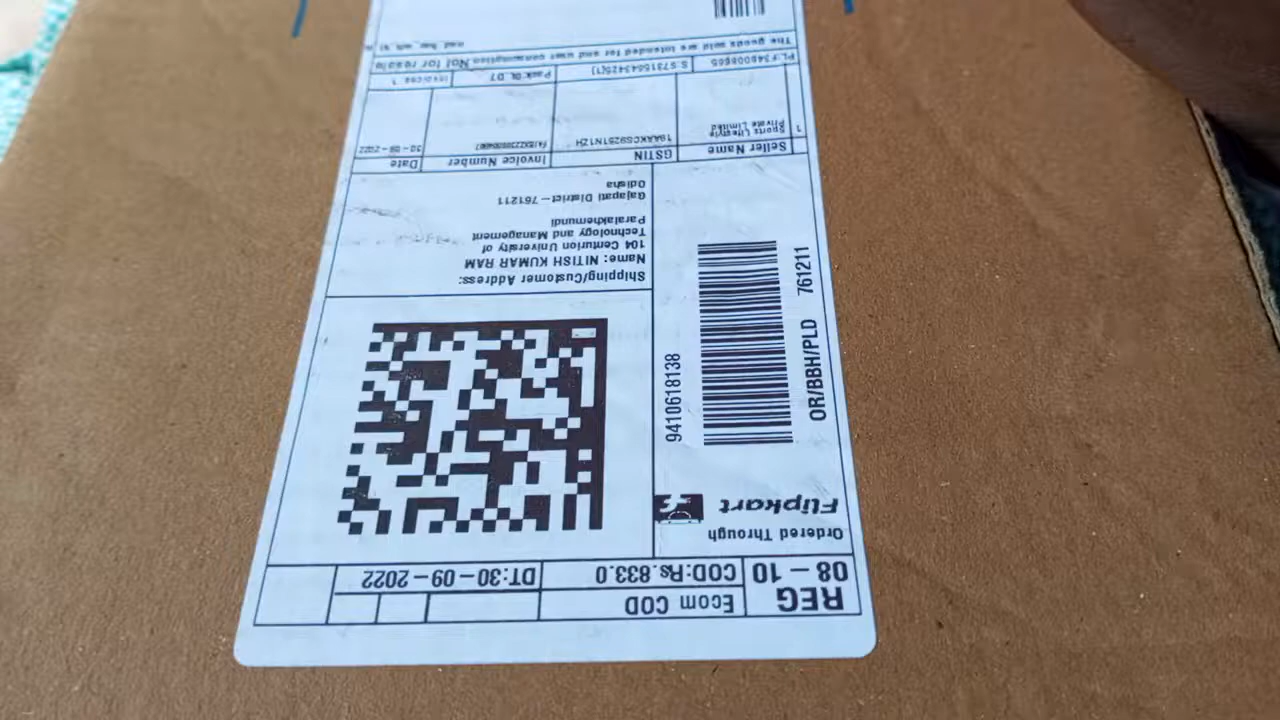 REG
08-10
Ecom COD
COD:Rs.833.0
DT:30-09-2022
Ordered Through
Flipkart
9410618138
OR/BBH/PLD 761211
Shipping/Customer Address:
Name: NITISH KUMAR RAM
104 Centurion University of
Technology and Management
Paralakhemundi
Gajapati District-761211
Odisha
Seller Name
GSTIN
Invoice Number
Date
1
Sports Lifestyle
Private Limited
30-09-2022
The goods sold are intended for end user consumption Not for resale